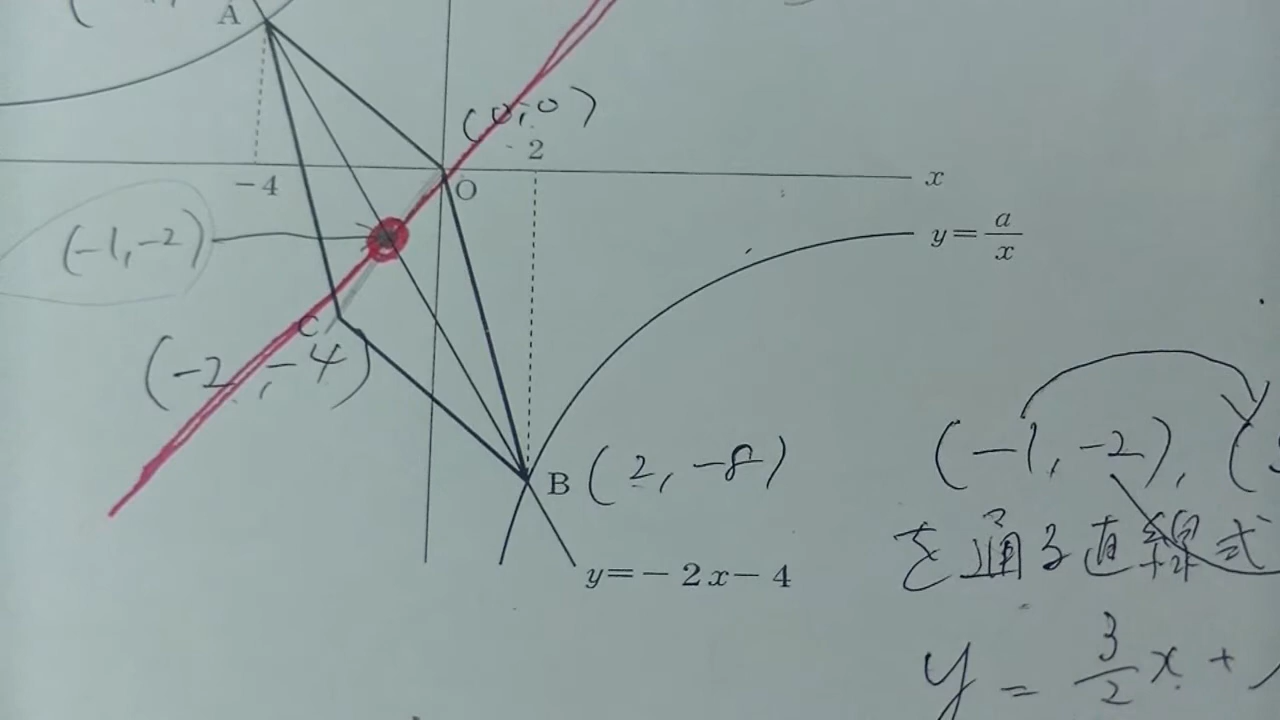 A
(0,0)
2
-4
O
x
(-1,-2)
y=a/x
C
(-2,-4)
B (2,-8)
(-1,-2), (
を通る直線式
y=-2x-4
y = 3/2 x +